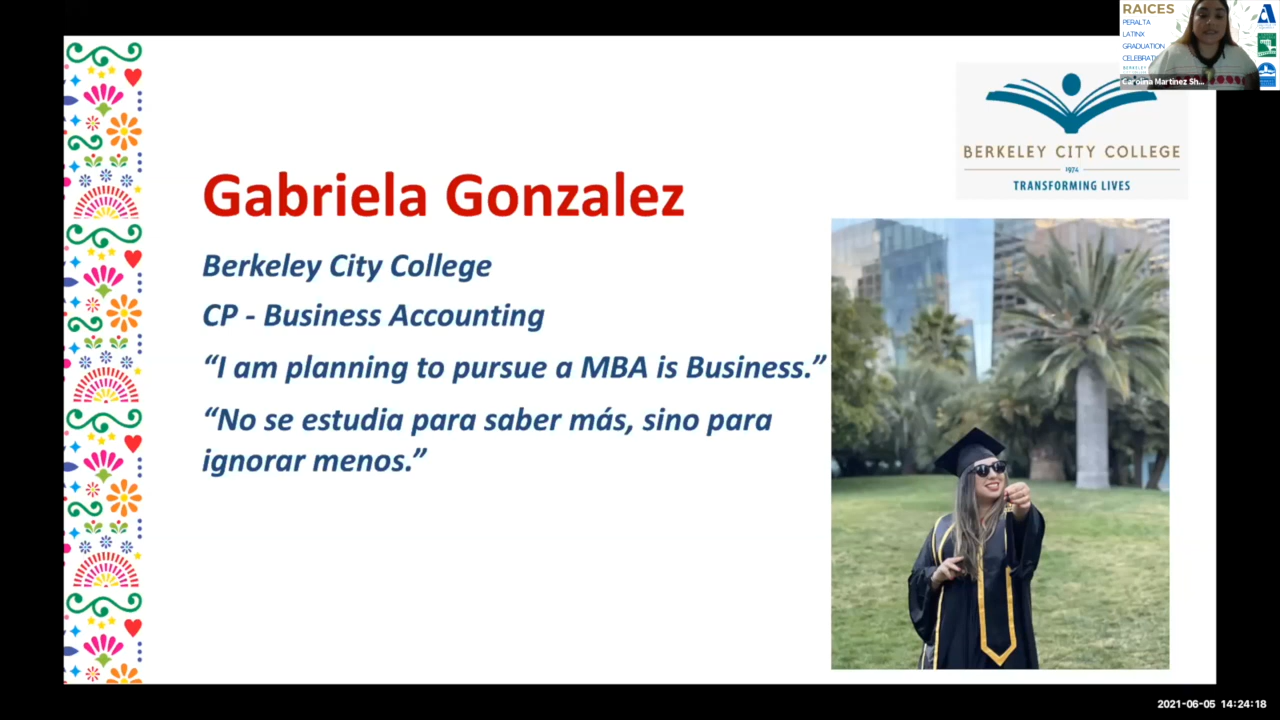 RAICES
PERALTA
LATINX
GRADUATION
Carolina Martinez Sh...
BERKELEY CITY COLLEGE
1974
TRANSFORMING LIVES
Gabriela Gonzalez
Berkeley City College
CP - Business Accounting
“I am planning to pursue a MBA is Business.”
“No se estudia para saber más, sino para
ignorar menos.”
2021-06-05 14:24:18